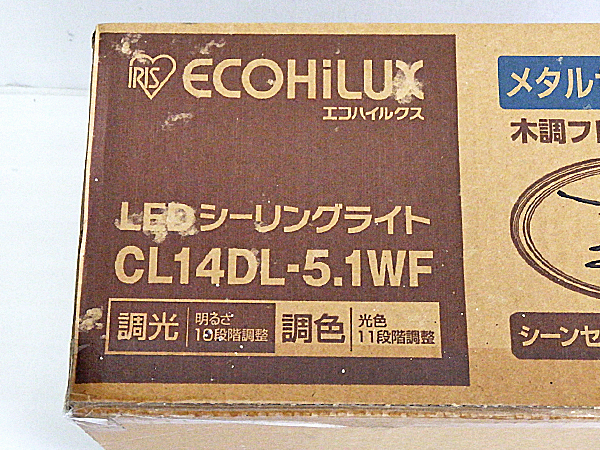 IRIS ECOHiLUX
エコハイルクス
LEDシーリングライト
CL14DL-5.1WF
調光 明るさ 10段階調整 調色 光色 11段階調整
メタル
木調フ
シーンセ